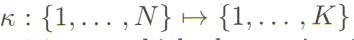 κ : {1, . . . , N} ↦ {1, . . . , K}